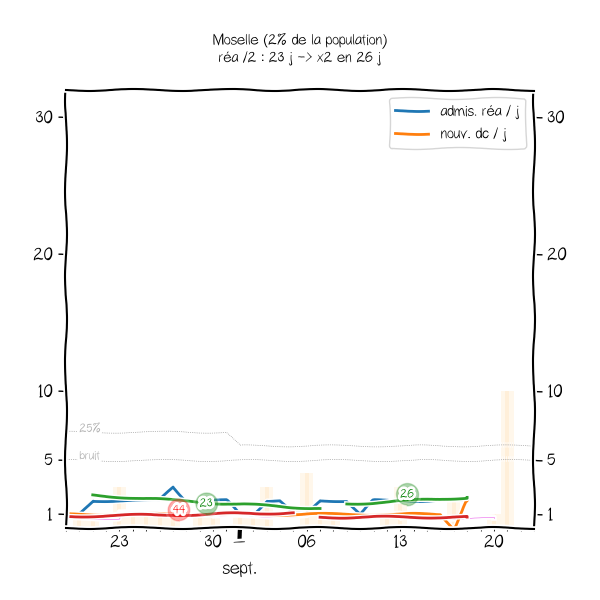 Moselle (2% de la population)
réa /2 : 23 j -> x2 en 26 j
admis. réa / j
nouv. dc / j
30 30
20 20
10 10
25%
5 bruit 5
26
23
44
1 1
23 30 06 13 20
sept.